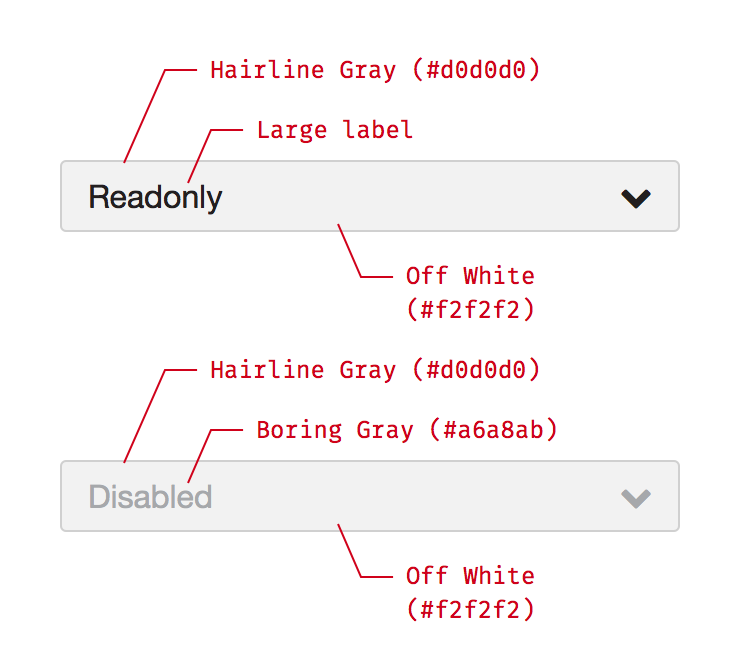 Hairline Gray (#d0d0d0)
Large label
Readonly
Off White
(#f2f2f2)
Hairline Gray (#d0d0d0)
Boring Gray (#a6a8ab)
Disabled
Off White
(#f2f2f2)